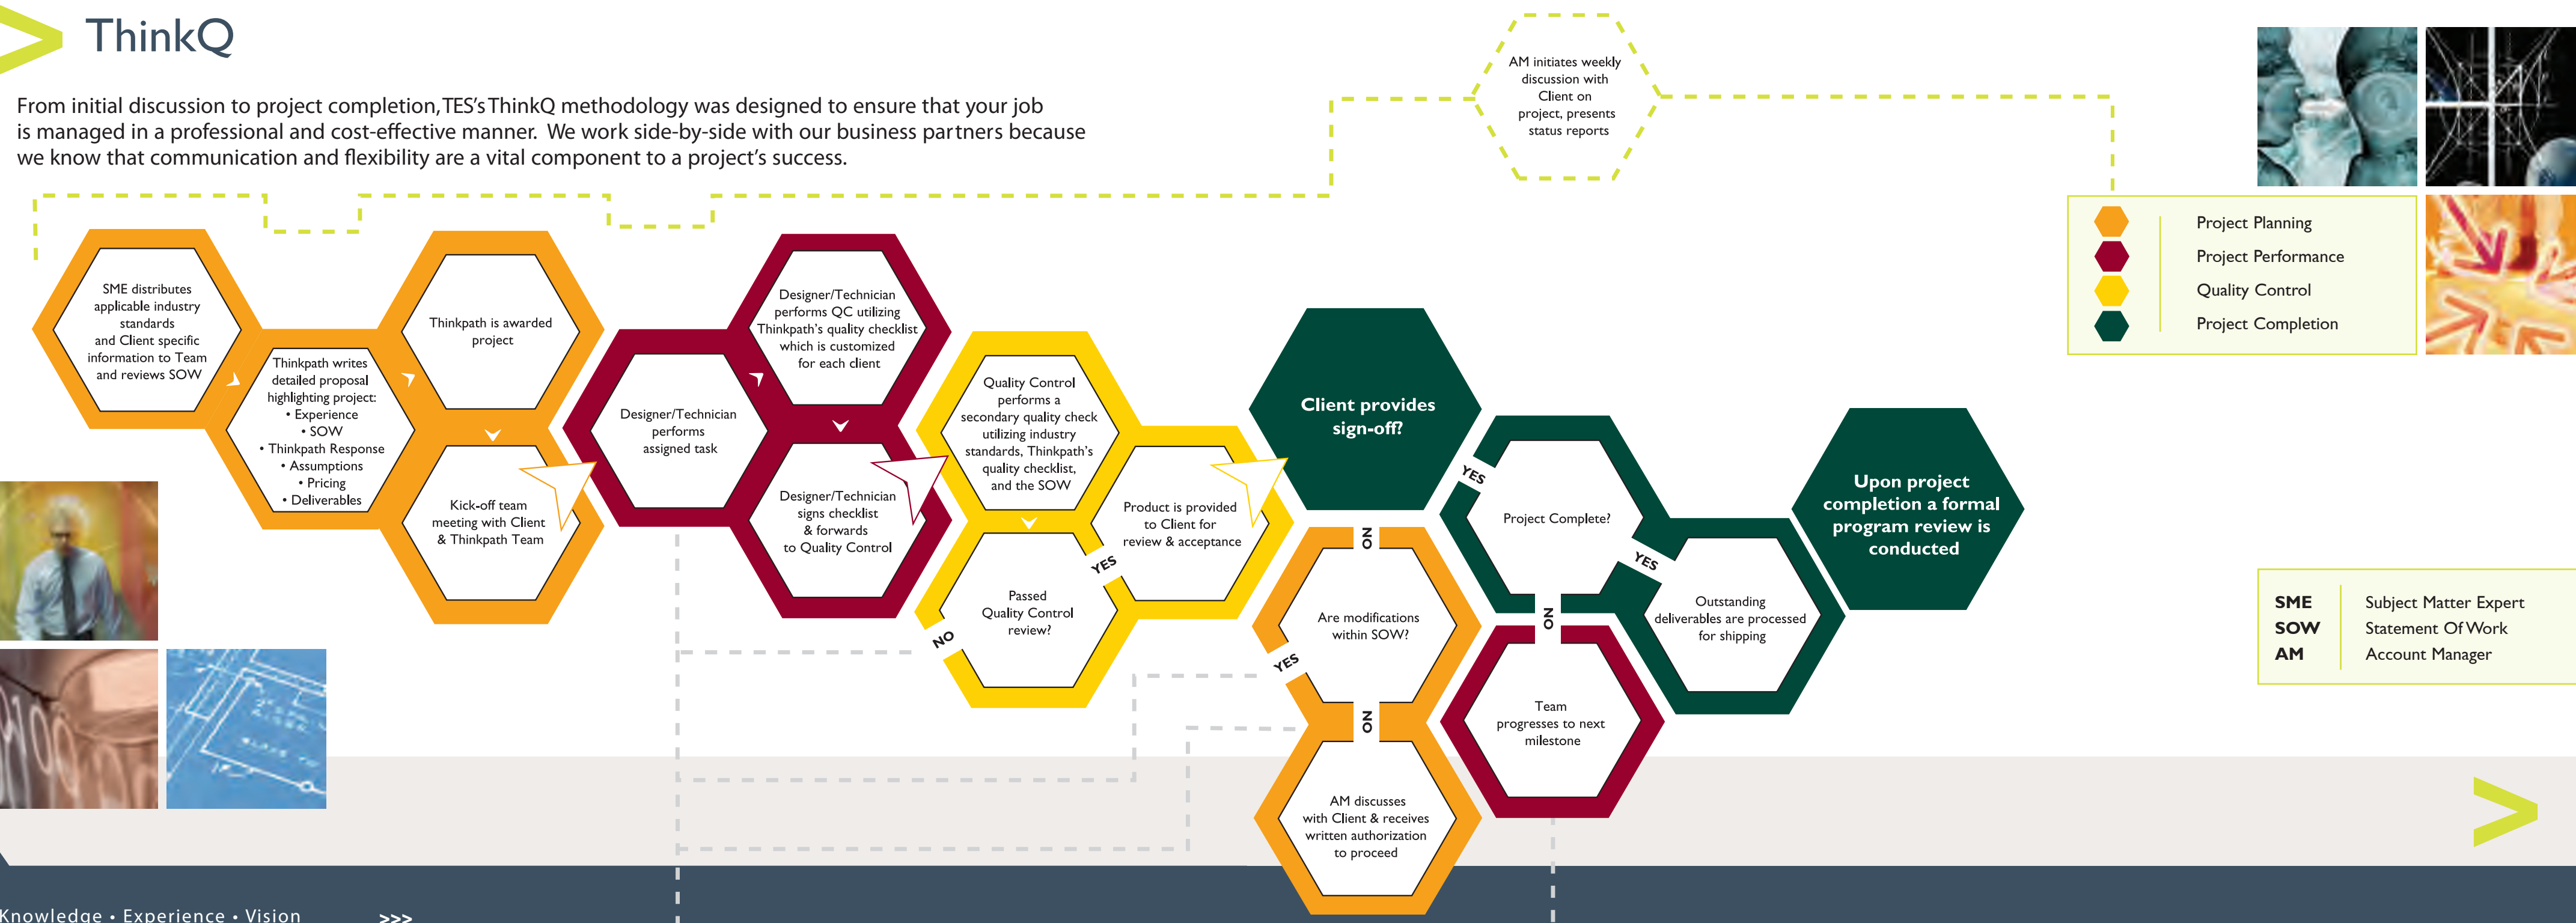 >
ThinkQ
From initial discussion to project completion, TES's ThinkQ methodology was designed to ensure that your job
is managed in a professional and cost-effective manner. We work side-by-side with our business partners because
we know that communication and flexibility are a vital component to a project's success.
AM initiates weekly
discussion with
Client on
project, presents
status reports
Project Planning
Project Performance
Quality Control
Project Completion
SME distributes
applicable industry
standards
and Client specific
information to Team
and reviews SOW
Thinkpath writes
detailed proposal
highlighting project:
• Experience
• SOW
• Thinkpath Response
• Assumptions
• Pricing
• Deliverables
Thinkpath is awarded
project
Kick-off team
meeting with Client
& Thinkpath Team
Designer/Technician
performs
assigned task
Designer/Technician
performs QC utilizing
Thinkpath's quality checklist
which is customized
for each client
Designer/Technician
signs checklist
& forwards
to Quality Control
Quality Control
performs a
secondary quality check
utilizing industry
standards, Thinkpath's
quality checklist,
and the SOW
Passed
Quality Control
review?
NO
YES
Product is provided
to Client for
review & acceptance
Client provides
sign-off?
NO
YES
Are modifications
within SOW?
YES
NO
AM discusses
with Client & receives
written authorization
to proceed
Project Complete?
YES
NO
Team
progresses to next
milestone
Outstanding
deliverables are processed
for shipping
Upon project
completion a formal
program review is
conducted
SME Subject Matter Expert
SOW Statement Of Work
AM Account Manager
>
Knowledge • Experience • Vision >>>